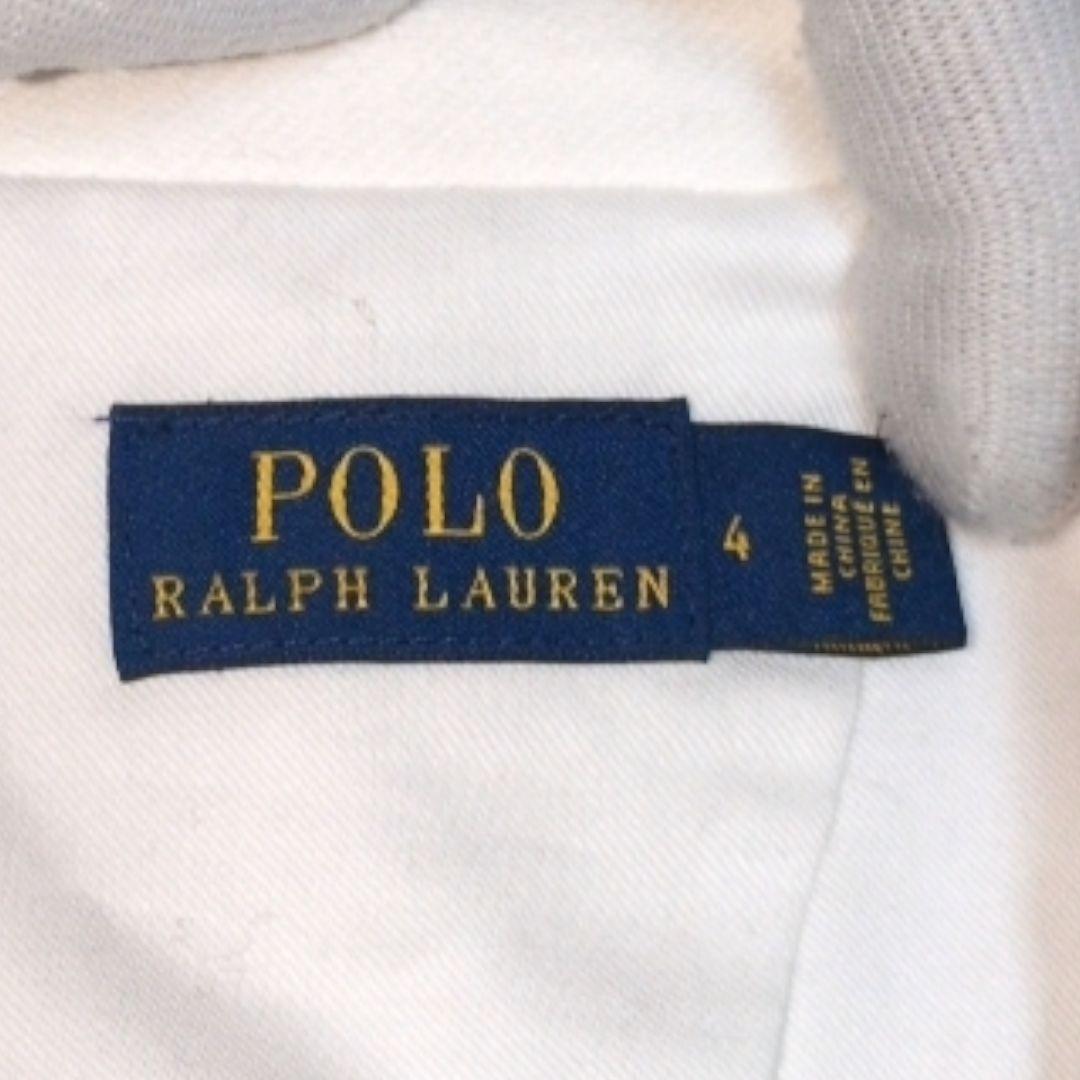 POLO
RALPH LAUREN
4
MADE IN
CHINA
FABRIQUÉ EN
CHINE